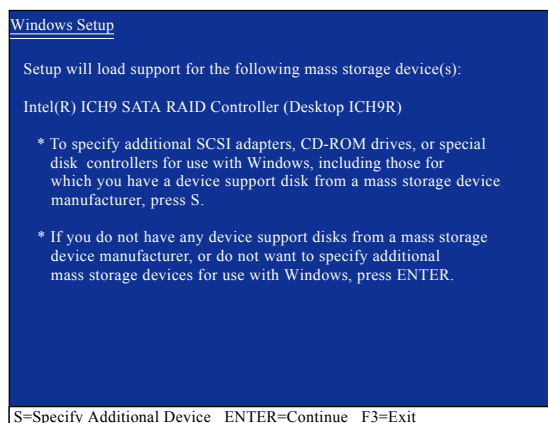 Windows Setup
Setup will load support for the following mass storage device(s):
Intel(R) ICH9 SATA RAID Controller (Desktop ICH9R)
* To specify additional SCSI adapters, CD-ROM drives, or special
disk controllers for use with Windows, including those for
which you have a device support disk from a mass storage device
manufacturer, press S.
* If you do not have any device support disks from a mass storage
device manufacturer, or do not want to specify additional
mass storage devices for use with Windows, press ENTER.
S=Specify Additional Device ENTER=Continue F3=Exit